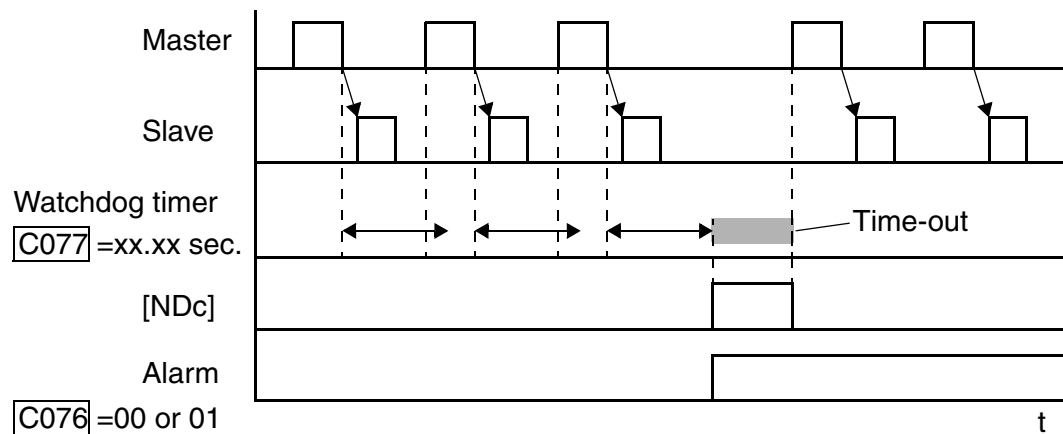 Master
Slave
Watchdog timer
C077 =xx.xx sec.
Time-out
[NDc]
Alarm
C076 =00 or 01
t